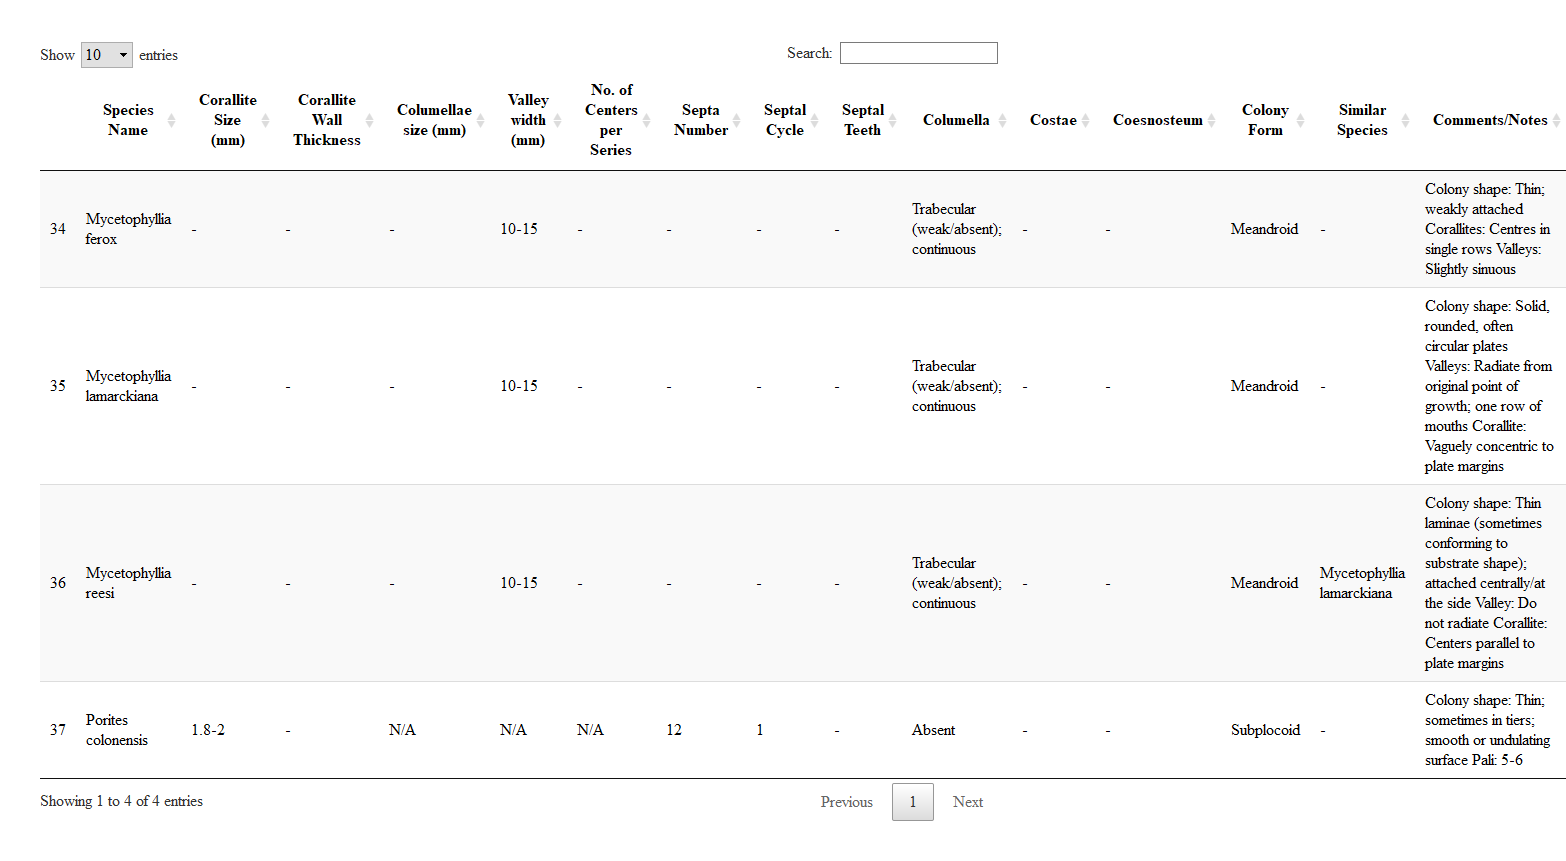 Show 10 entries
Search:
Species Name
Corallite Size (mm)
Corallite Wall Thickness
Columellae size (mm)
Valley width (mm)
No. of Centers per Series
Septa Number
Septal Cycle
Septal Teeth
Columella
Costae
Coesnosteum
Colony Form
Similar Species
Comments/Notes
34
Mycetophyllia
ferox
-
-
-
10-15
-
-
-
-
Trabecular
(weak/absent);
continuous
-
-
Meandroid
-
Colony shape: Thin;
weakly attached
Corallites: Centres in
single rows Valleys:
Slightly sinuous
35
Mycetophyllia
lamarckiana
-
-
-
10-15
-
-
-
-
Trabecular
(weak/absent);
continuous
-
-
Meandroid
-
Colony shape: Solid,
rounded, often
circular plates
Valleys: Radiate from
original point of
growth; one row of
mouths Corallite:
Vaguely concentric to
plate margins
36
Mycetophyllia
reesi
-
-
-
10-15
-
-
-
-
Trabecular
(weak/absent);
continuous
-
-
Meandroid
Mycetophyllia
lamarckiana
Colony shape: Thin
laminae (sometimes
conforming to
substrate shape);
attached centrally/at
the side Valley: Do
not radiate Corallite:
Centers parallel to
plate margins
37
Porites
colonensis
1.8-2
-
N/A
N/A
N/A
12
1
-
Absent
-
-
Subplocoid
-
Colony shape: Thin;
sometimes in tiers;
smooth or undulating
surface Pali: 5-6
Showing 1 to 4 of 4 entries
Previous 1 Next